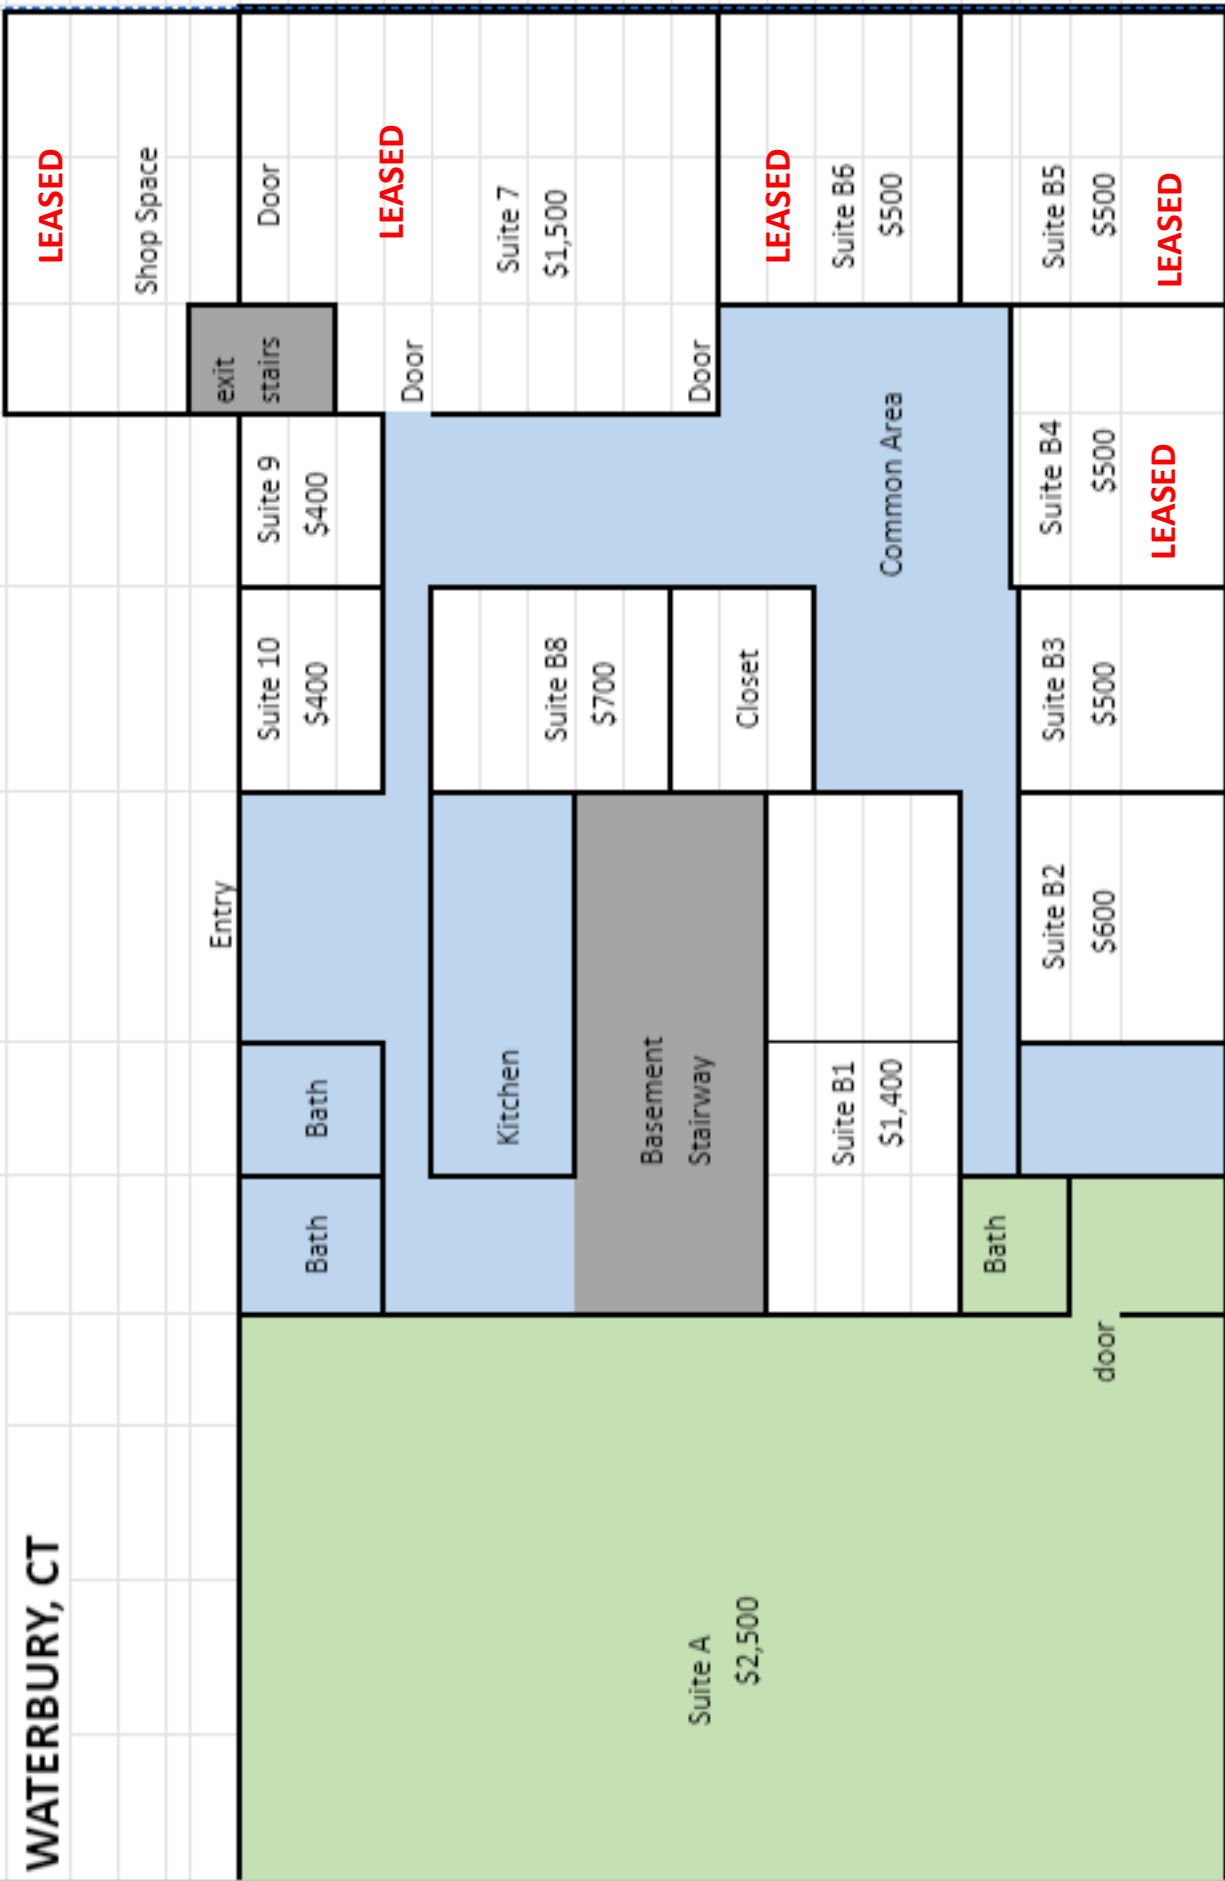 WATERBURY, CT
LEASED
Shop Space
Entry
exit
stairs
Bath
Bath
Suite 10
$400
Suite 9
$400
Door
LEASED
Door
Suite 7
$1,500
Door
Kitchen
Suite B8
$700
Basement
Stairway
Closet
Suite A
$2,500
LEASED
Suite B6
$500
Suite B1
$1,400
Common Area
Bath
door
Suite B2
$600
Suite B3
$500
Suite B4
$500
LEASED
Suite B5
$500
LEASED